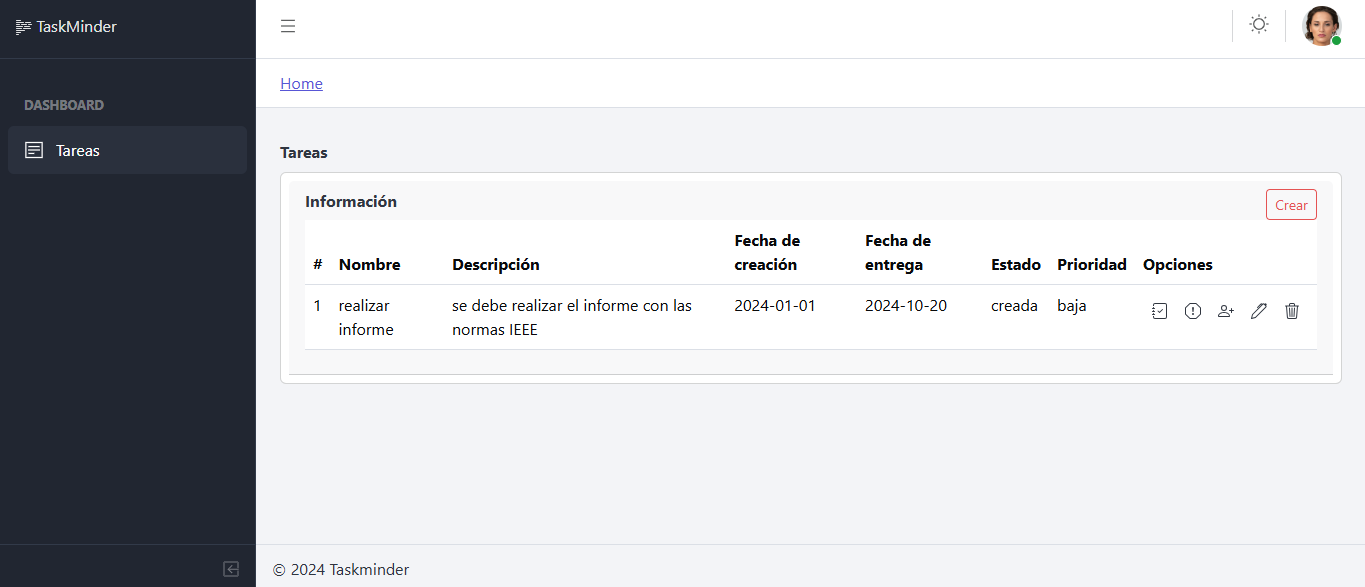 TaskMinder
Home
DASHBOARD
Tareas
Tareas
Información
Crear
# Nombre Descripción Fecha de creación Fecha de entrega Estado Prioridad Opciones
1 realizar informe se debe realizar el informe con las normas IEEE 2024-01-01 2024-10-20 creada baja
© 2024 Taskminder